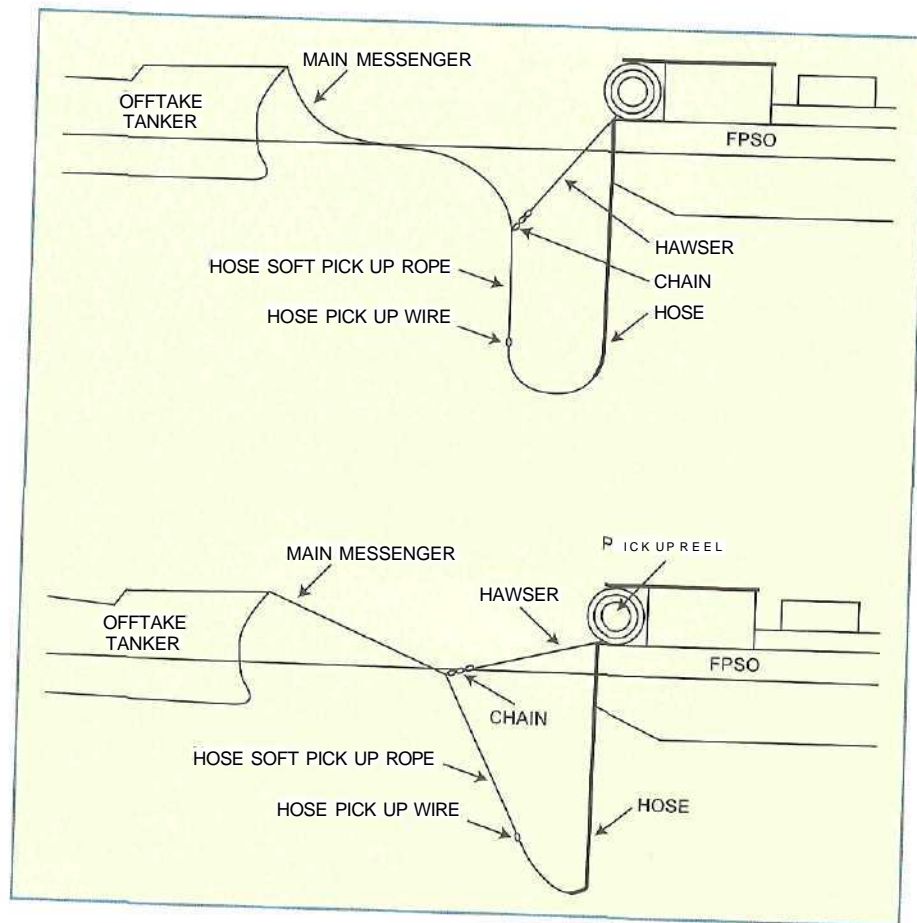 MAIN MESSENGER
OFFTAKE
TANKER
FPSO
HAWSER
HOSE SOFT PICK UP ROPE
CHAIN
HOSE PICK UP WIRE
HOSE
PICK UP REEL
MAIN MESSENGER
HAWSER
OFFTAKE
TANKER
FPSO
CHAIN
HOSE SOFT PICK UP ROPE
HOSE PICK UP WIRE
HOSE